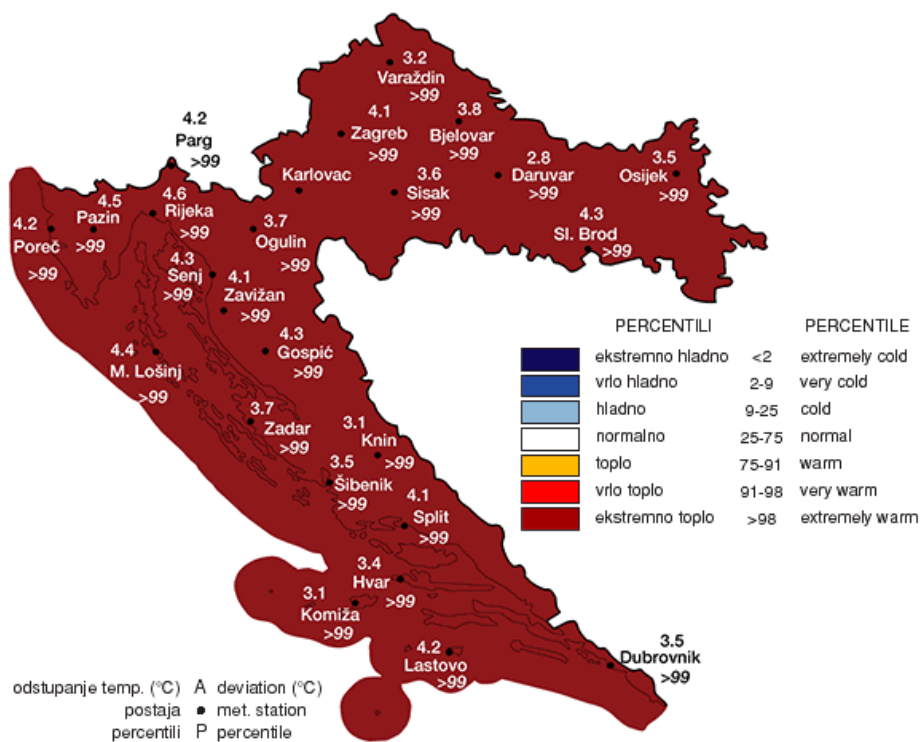 3.2
Varaždin
>99
4.2
Parg
>99
4.1
Zagreb
>99
3.8
Bjelovar
>99
2.8
Daruvar
>99
3.5
Osijek
>99
Karlovac
3.6
Sisak
>99
4.3
Sl. Brod
>99
4.2
Poreč
>99
4.5
Pazin
>99
4.6
Rijeka
>99
3.7
Ogulin
>99
4.3
Senj
>99
4.1
Zavižan
>99
4.3
Gospić
>99
4.4
M. Lošinj
>99
3.7
Zadar
>99
3.1
Knin
>99
3.5
Šibenik
>99
4.1
Split
>99
3.4
Hvar
>99
3.1
Komiža
>99
4.2
Lastovo
>99
3.5
Dubrovnik
>99
PERCENTILI PERCENTILE
ekstremno hladno <2 extremely cold
vrlo hladno 2-9 very cold
hladno 9-25 cold
normalno 25-75 normal
toplo 75-91 warm
vrlo toplo 91-98 very warm
ekstremno toplo >98 extremely warm
odstupanje temp. (°C) A deviation (°C)
postaja met. station
percentili P percentile